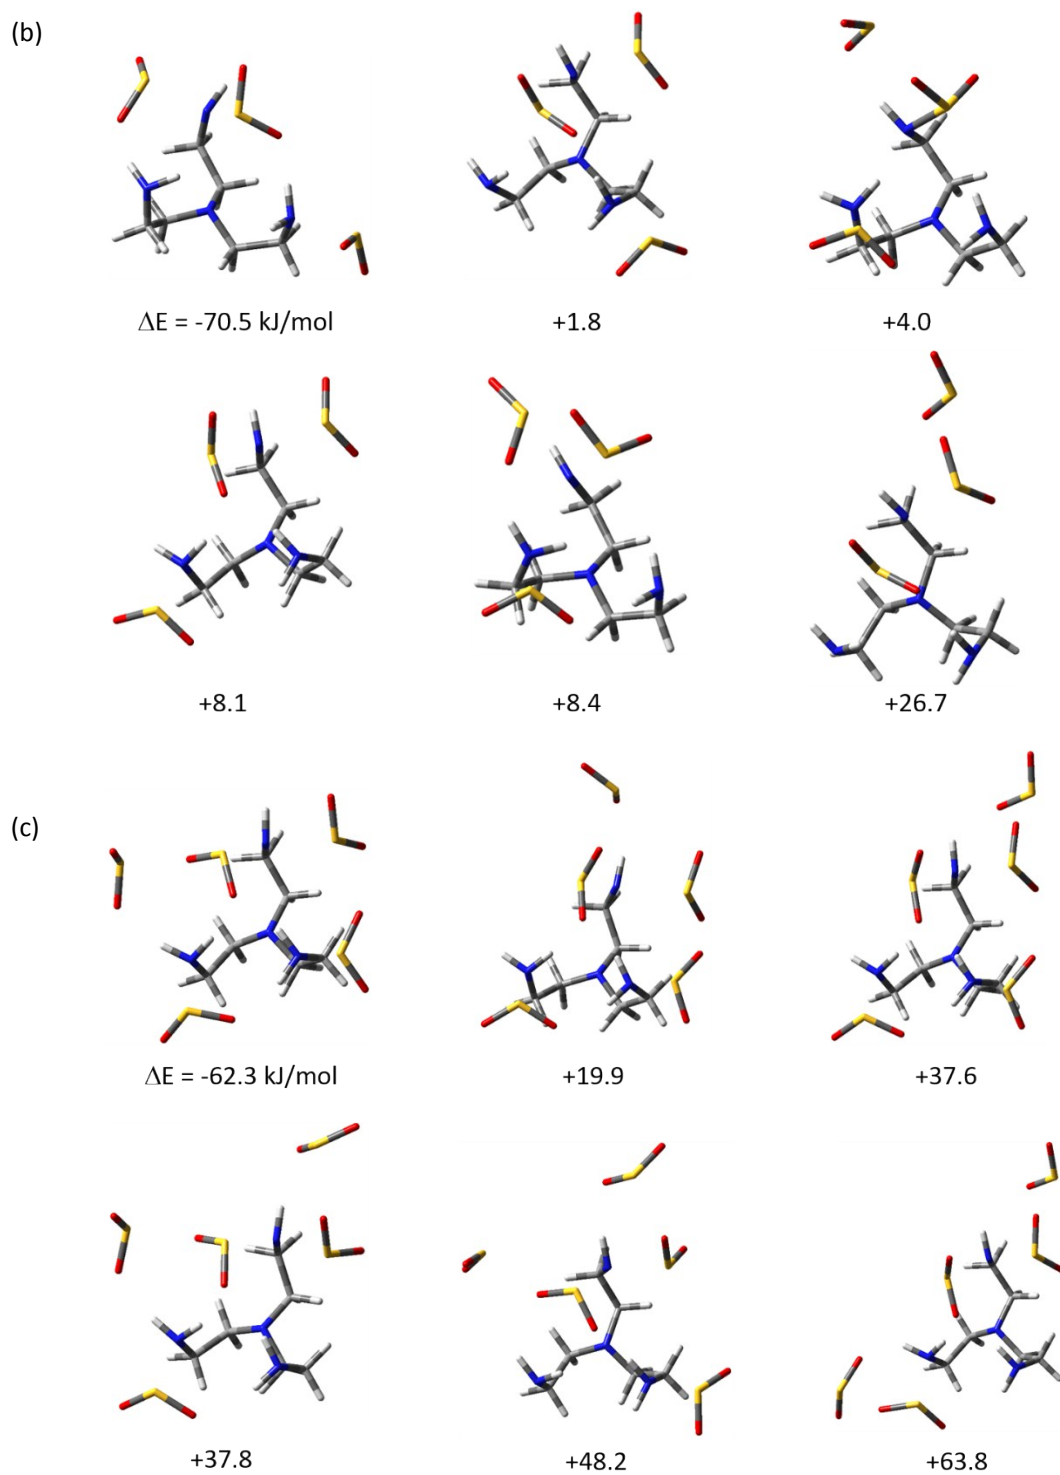 (b)
ΔE = -70.5 kJ/mol
+1.8
+4.0
+8.1
+8.4
+26.7
(c)
ΔE = -62.3 kJ/mol
+19.9
+37.6
+37.8
+48.2
+63.8